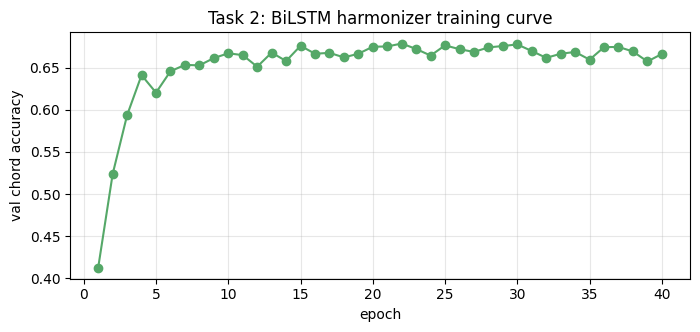 Task 2: BiLSTM harmonizer training curve
val chord accuracy
0.65
0.60
0.55
0.50
0.45
0.40
0 5 10 15 20 25 30 35 40
epoch